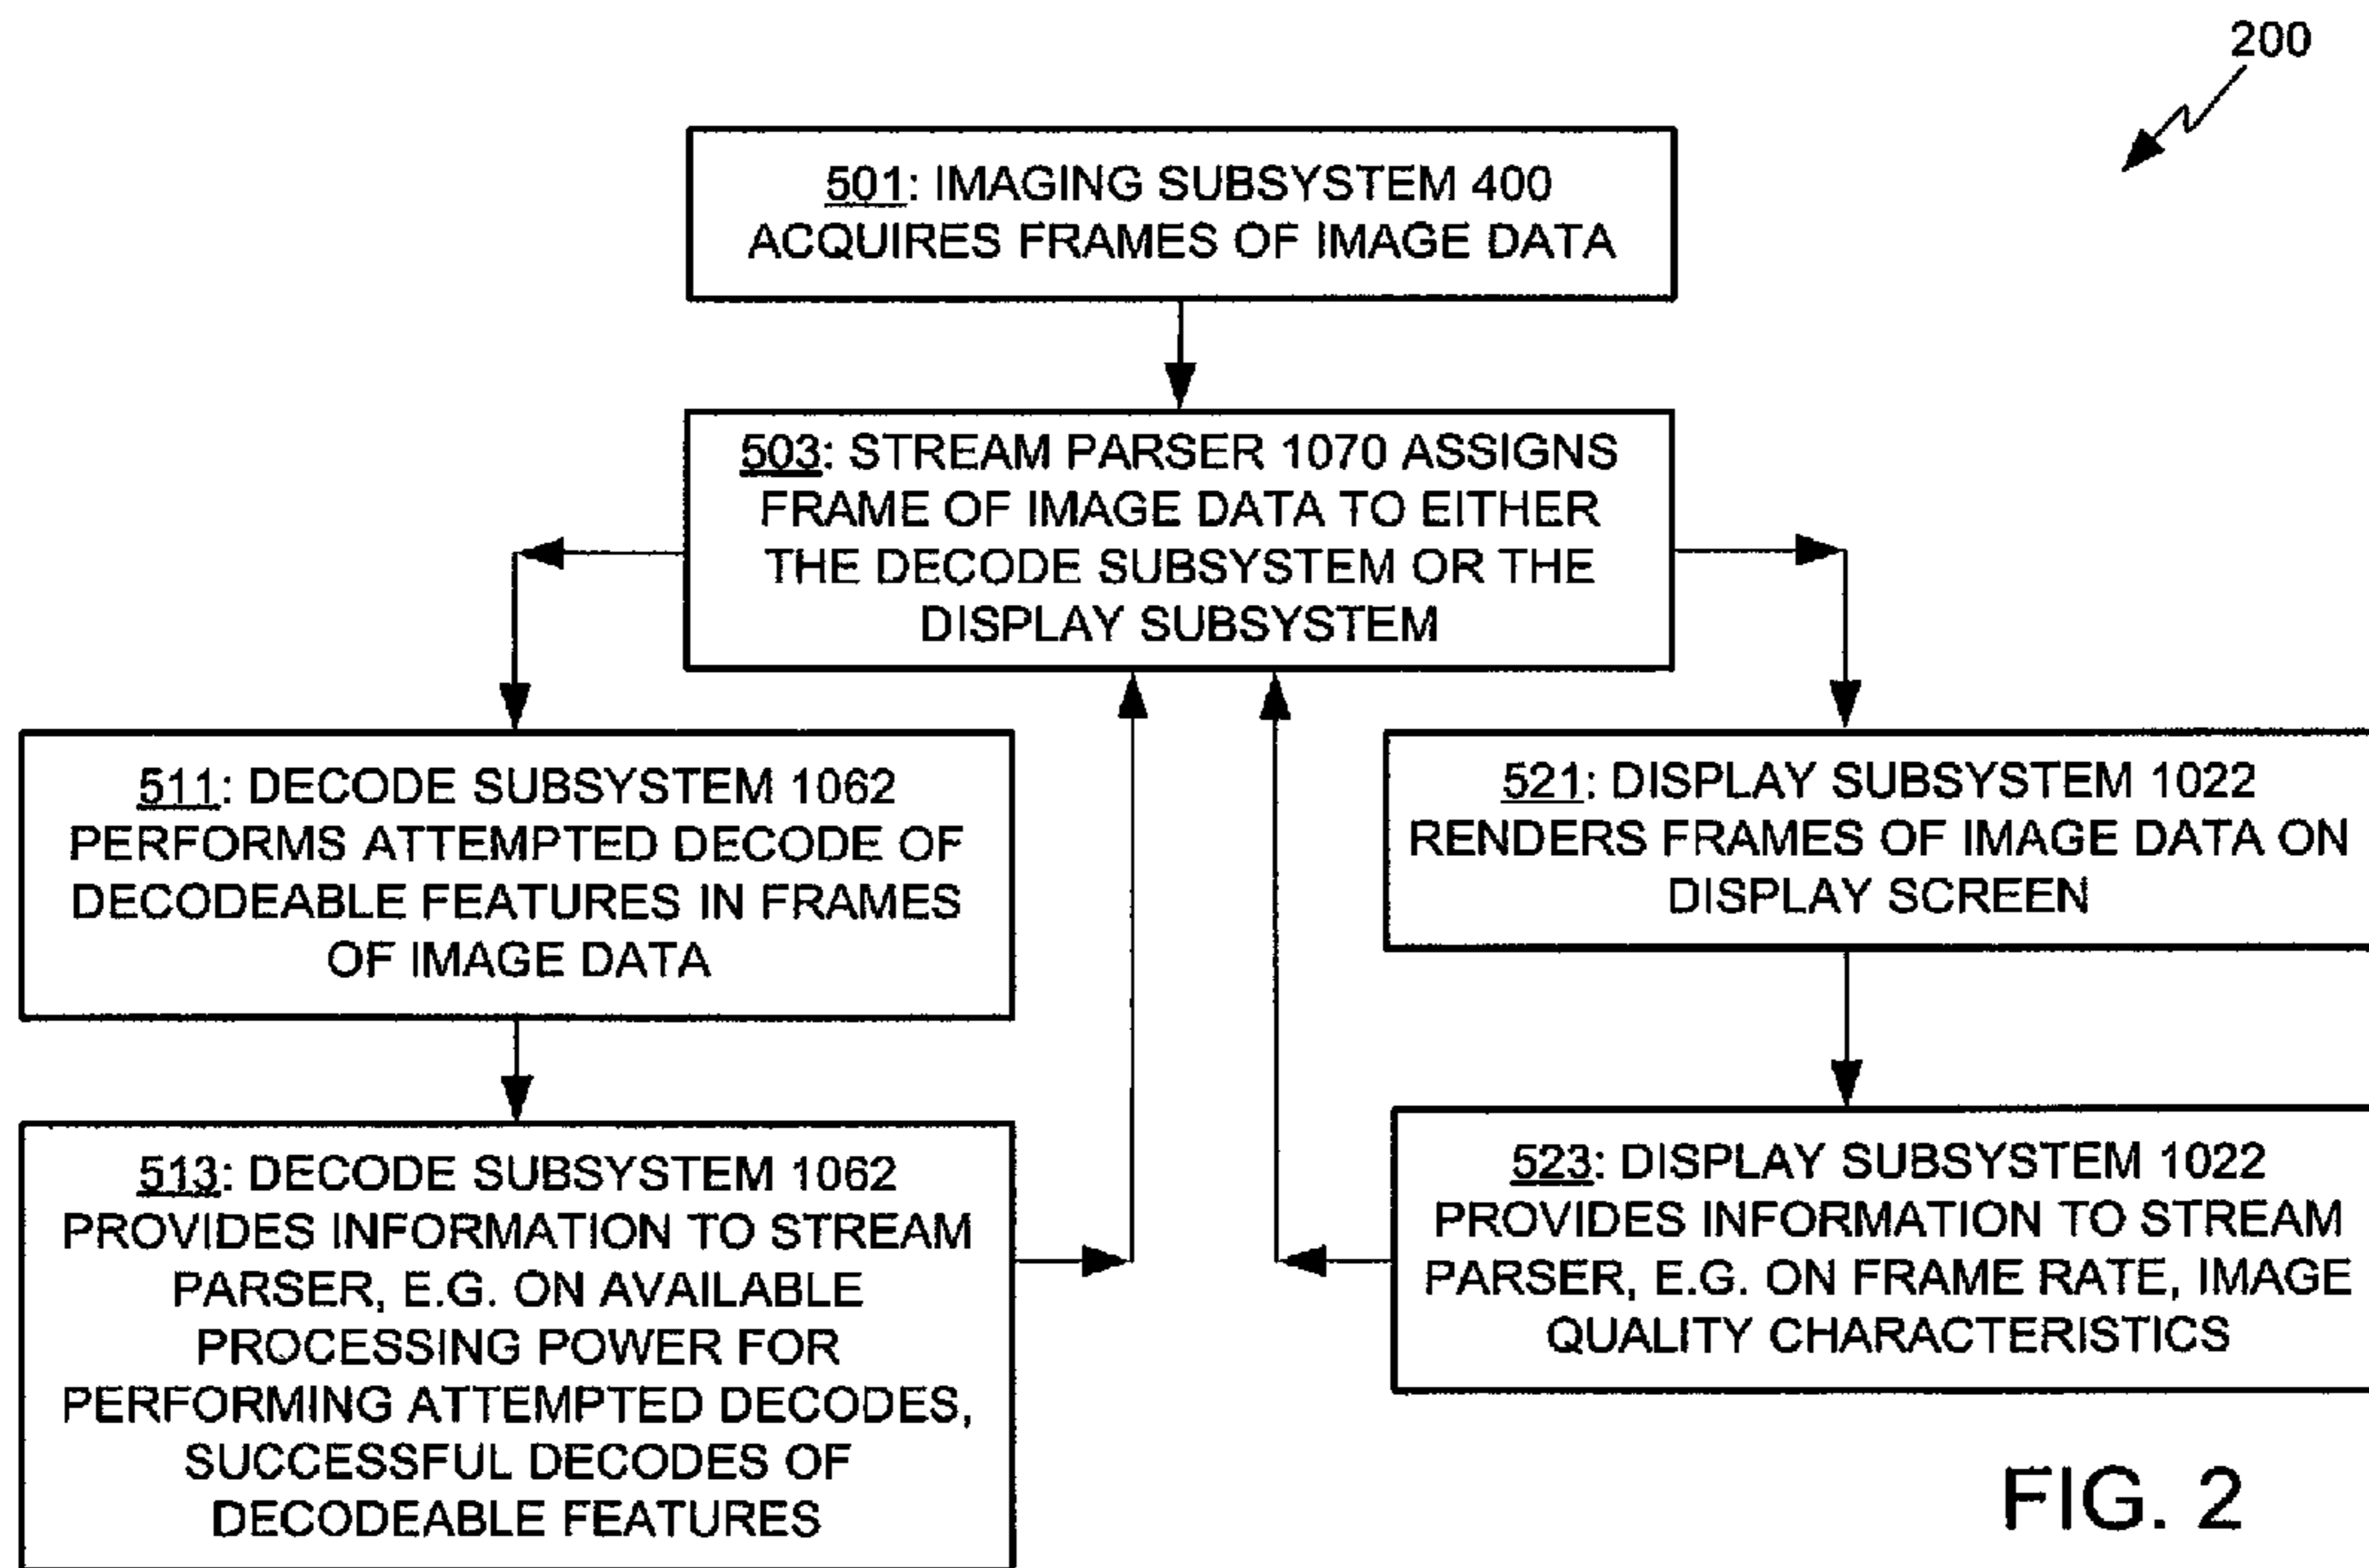 200
501: IMAGING SUBSYSTEM 400
ACQUIRES FRAMES OF IMAGE DATA
503: STREAM PARSER 1070 ASSIGNS
FRAME OF IMAGE DATA TO EITHER
THE DECODE SUBSYSTEM OR THE
DISPLAY SUBSYSTEM
511: DECODE SUBSYSTEM 1062
PERFORMS ATTEMPTED DECODE OF
DECODEABLE FEATURES IN FRAMES
OF IMAGE DATA
521: DISPLAY SUBSYSTEM 1022
RENDERS FRAMES OF IMAGE DATA ON
DISPLAY SCREEN
513: DECODE SUBSYSTEM 1062
PROVIDES INFORMATION TO STREAM
PARSER, E.G. ON AVAILABLE
PROCESSING POWER FOR
PERFORMING ATTEMPTED DECODES,
SUCCESSFUL DECODES OF
DECODEABLE FEATURES
523: DISPLAY SUBSYSTEM 1022
PROVIDES INFORMATION TO STREAM
PARSER, E.G. ON FRAME RATE, IMAGE
QUALITY CHARACTERISTICS
FIG. 2